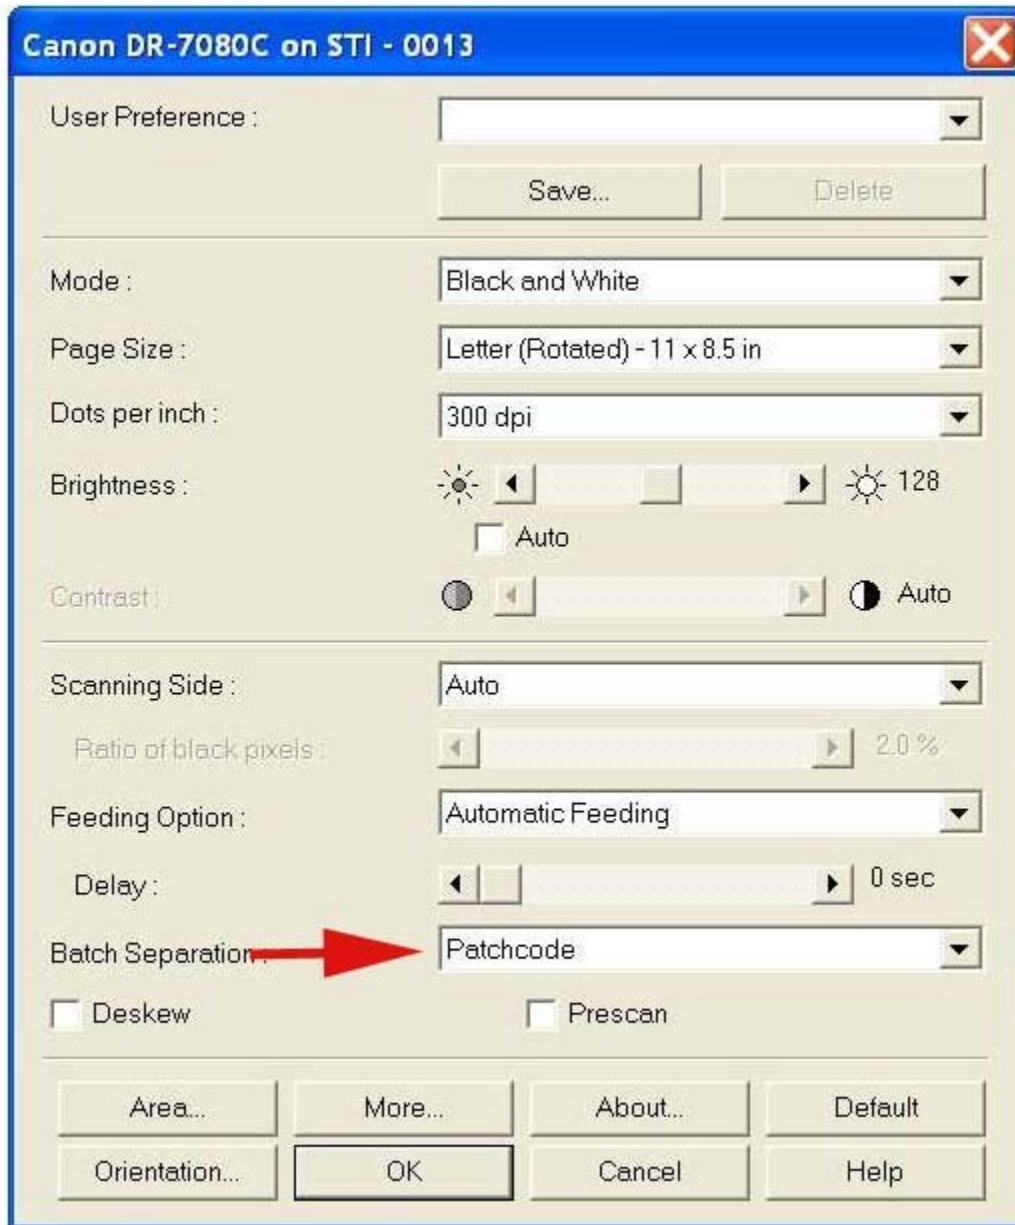 Canon DR-7080C on STI - 0013
User Preference :
Save... Delete
Mode : Black and White
Page Size : Letter (Rotated) - 11 x 8.5 in
Dots per inch : 300 dpi
Brightness : 128
Auto
Contrast : Auto
Scanning Side : Auto
Ratio of black pixels : 2.0 %
Feeding Option : Automatic Feeding
Delay : 0 sec
Batch Separation : Patchcode
Deskew Prescan
Area... More... About... Default
Orientation... OK Cancel Help